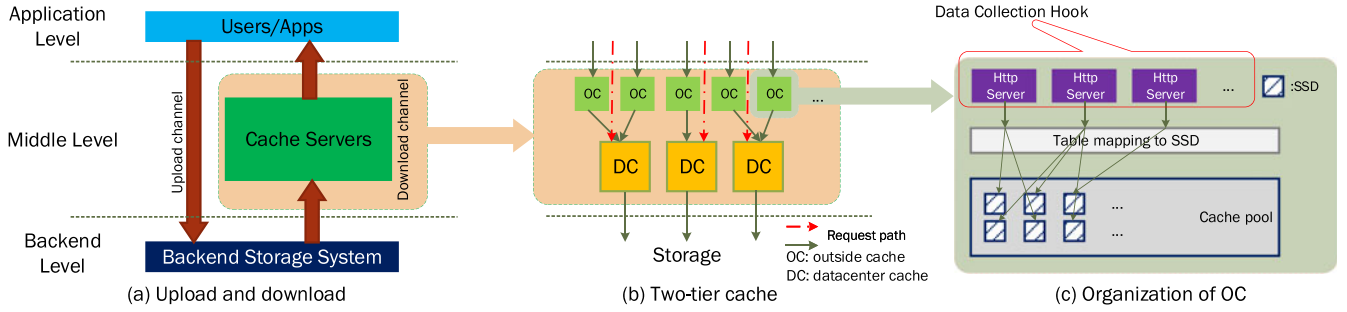 Application
Level
Users/Apps
Upload channel
Download channel
Middle Level
Cache Servers
Backend
Level
Backend Storage System
(a) Upload and download
OC
OC
OC
OC
OC
...
DC
DC
DC
Storage
Request path
OC: outside cache
DC: datacenter cache
(b) Two-tier cache
Data Collection Hook
Http
Server
Http
Server
Http
Server
...
:SSD
Table mapping to SSD
...
...
Cache pool
(c) Organization of OC